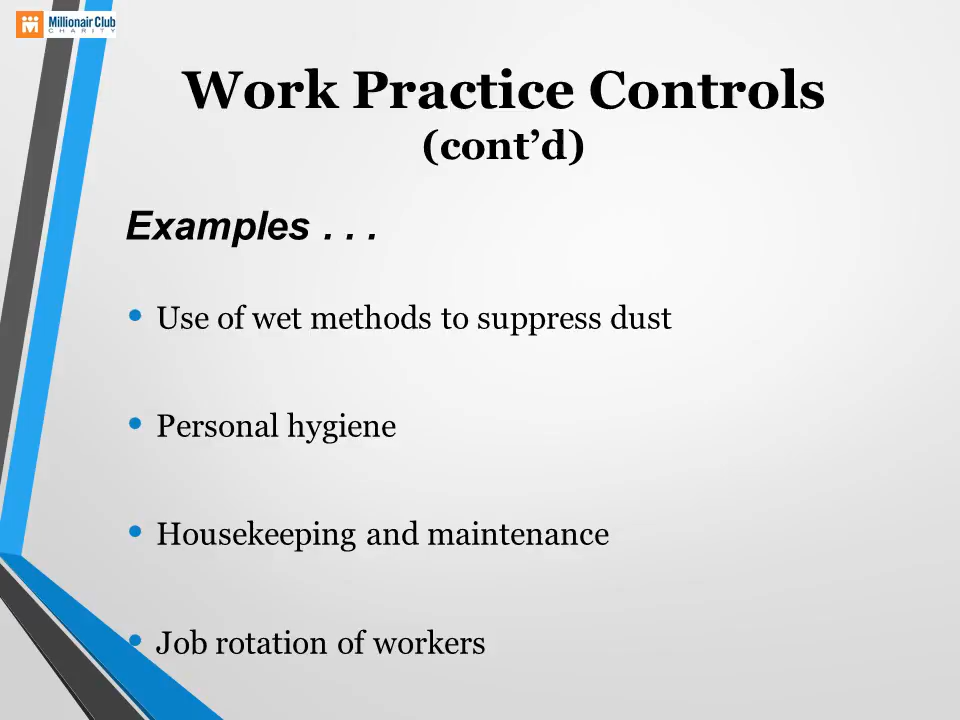 Millionair Club
CHARITY
Work Practice Controls
(cont’d)
Examples . . .
• Use of wet methods to suppress dust
• Personal hygiene
• Housekeeping and maintenance
• Job rotation of workers